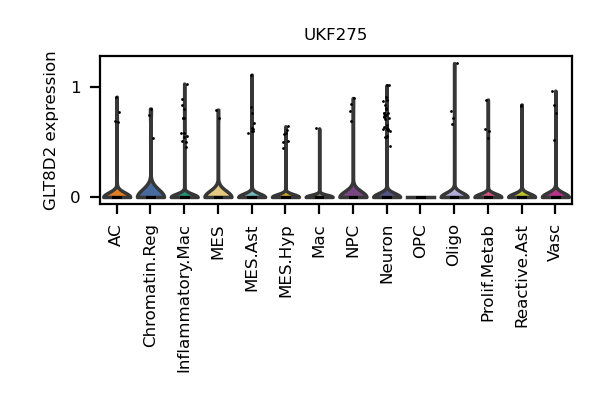 UKF275
GLT8D2 expression
1
0
AC
Chromatin.Reg
Inflammatory.Mac
MES
MES.Ast
MES.Hyp
Mac
NPC
Neuron
OPC
Oligo
Prolif.Metab
Reactive.Ast
Vasc